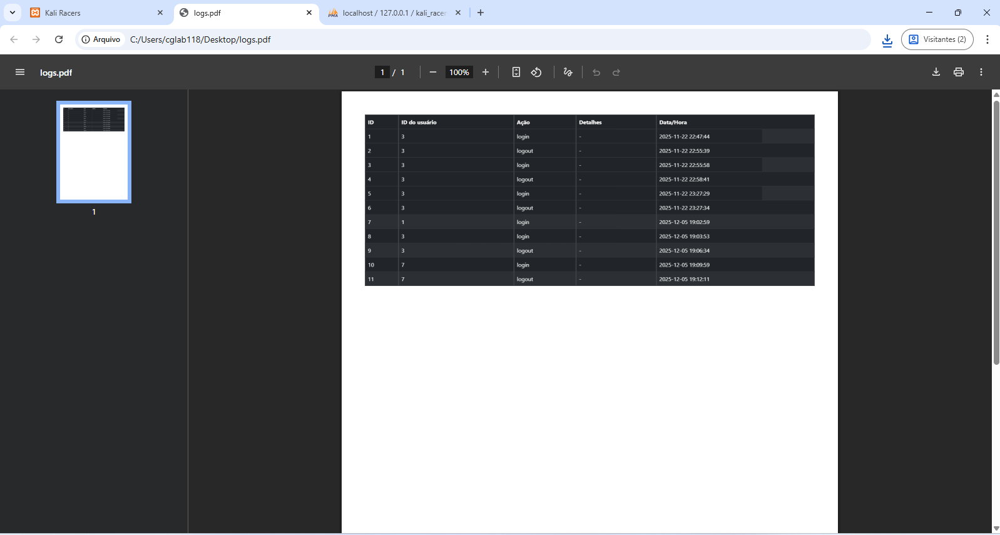 Kali Racers
logs.pdf
localhost / 127.0.0.1 / kali_racer
Arquivo
C:/Users/cglab118/Desktop/logs.pdf
Visitantes (2)
logs.pdf
1 / 1
100%
1
ID ID do usuário Ação Detalhes Data/Hora
1 3 login - 2025-11-22 22:47:44
2 3 logout - 2025-11-22 22:55:39
3 3 login - 2025-11-22 22:55:58
4 3 logout - 2025-11-22 22:58:41
5 3 login - 2025-11-22 23:27:29
6 3 logout - 2025-11-22 23:27:34
7 1 login - 2025-12-05 19:02:59
8 3 login - 2025-12-05 19:03:53
9 3 logout - 2025-12-05 19:06:34
10 7 login - 2025-12-05 19:09:59
11 7 logout - 2025-12-05 19:12:11